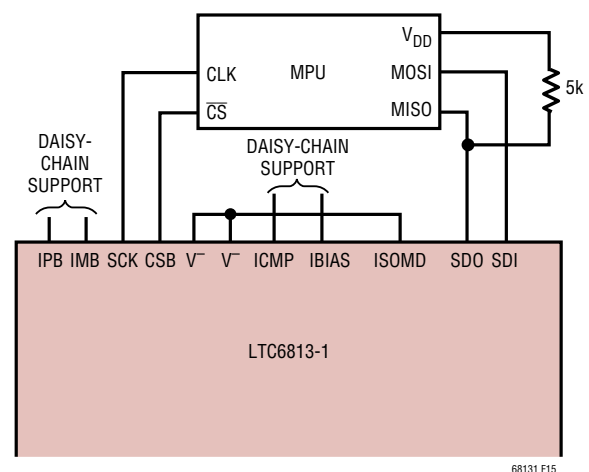 V_DD
CLK MPU MOSI
C̅S̅ MISO
5k
DAISY-
CHAIN
SUPPORT
DAISY-CHAIN
SUPPORT
IPB IMB SCK CSB V⁻ V⁻ ICMP IBIAS ISOMD SDO SDI
LTC6813-1
68131 F15